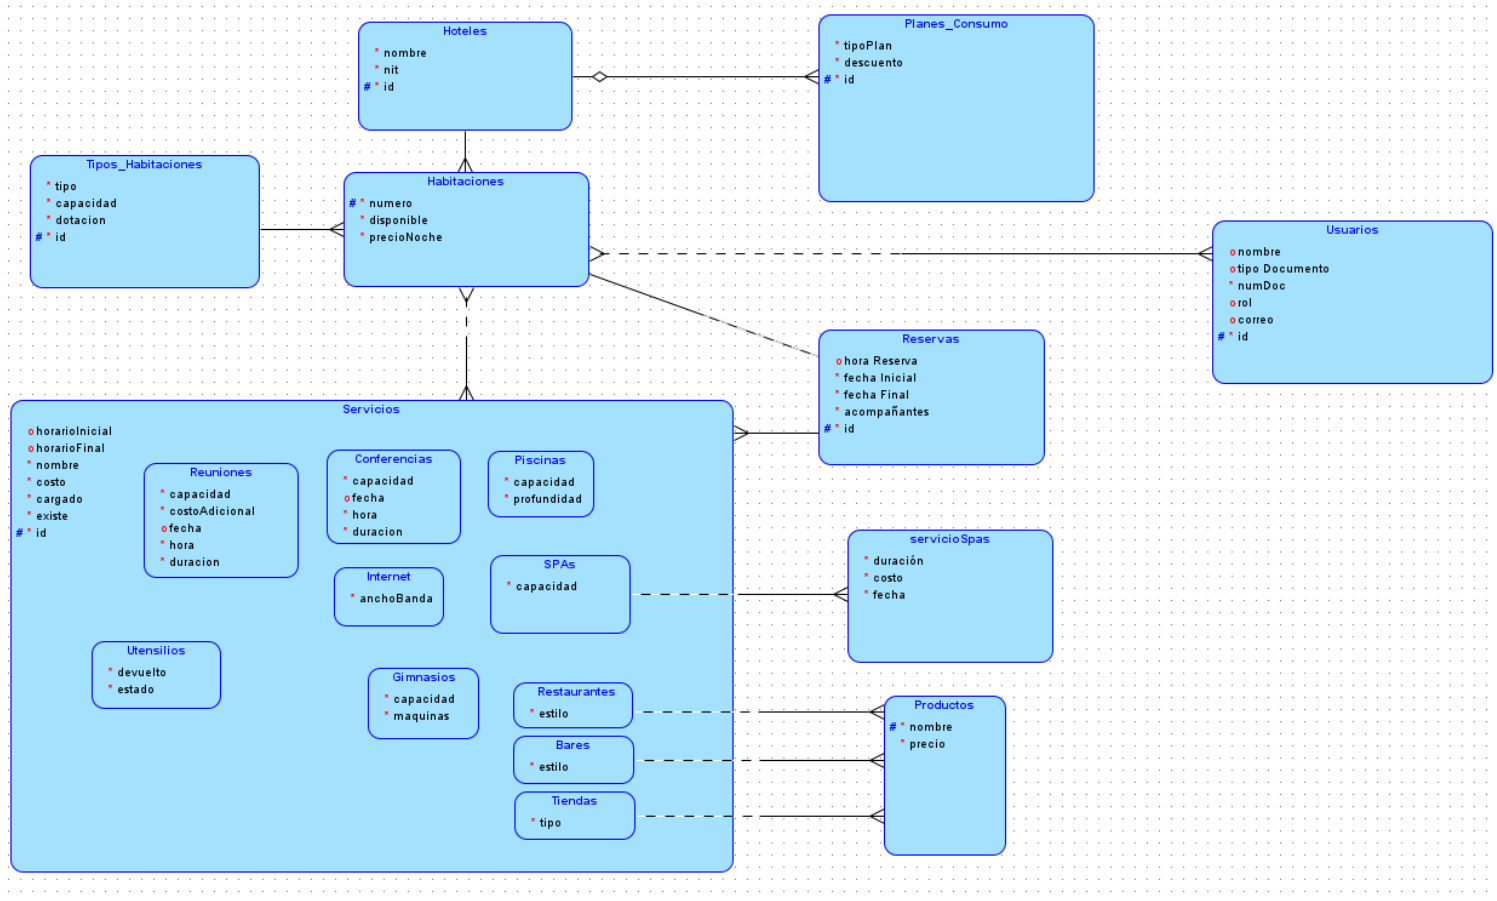 Hoteles
* nombre
* nit
# * id
Planes_Consumo
* tipoPlan
* descuento
# * id
Tipos_Habitaciones
* tipo
* capacidad
* dotacion
# * id
Habitaciones
# * numero
* disponible
* precioNoche
Usuarios
o nombre
o tipo Documento
* numDoc
o rol
o correo
# * id
Reservas
o hora Reserva
* fecha Inicial
* fecha Final
* acompañantes
# * id
Servicios
o horarioInicial
o horarioFinal
* nombre
* costo
* cargado
* existe
# * id
Reuniones
* capacidad
* costoAdicional
o fecha
* hora
* duracion
Conferencias
* capacidad
o fecha
* hora
* duracion
Piscinas
* capacidad
* profundidad
Internet
* anchoBanda
SPAs
* capacidad
servicioSpas
* duración
* costo
* fecha
Utensilios
* devuelto
* estado
Gimnasios
* capacidad
* maquinas
Restaurantes
* estilo
Bares
* estilo
Tiendas
* tipo
Productos
# * nombre
* precio